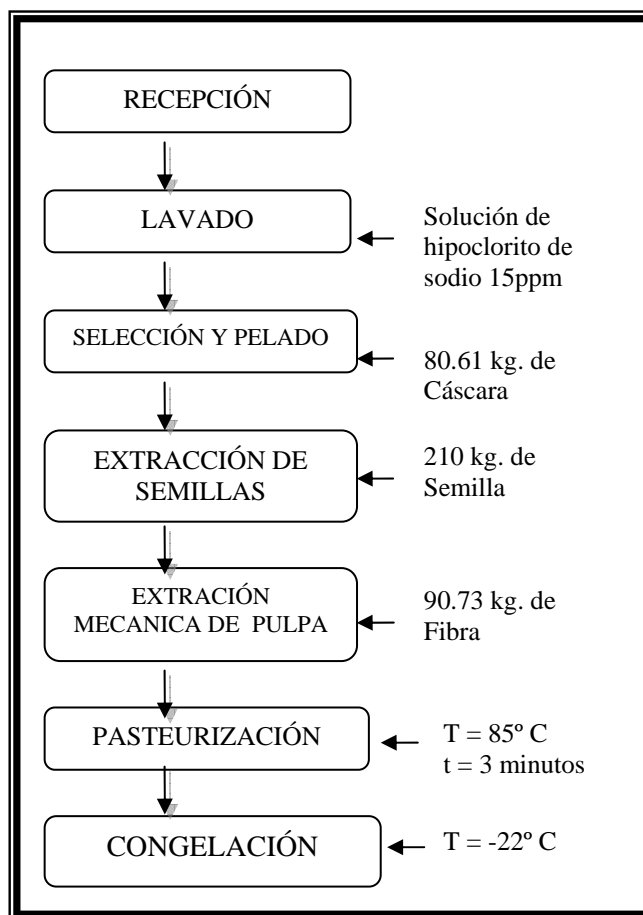 RECEPCIÓN
LAVADO
Solución de
hipoclorito de
sodio 15ppm
SELECCIÓN Y PELADO
80.61 kg. de
Cáscara
EXTRACCIÓN DE
SEMILLAS
210 kg. de
Semilla
EXTRACIÓN
MECANICA DE PULPA
90.73 kg. de
Fibra
PASTEURIZACIÓN
T = 85º C
t = 3 minutos
CONGELACIÓN
T = -22º C